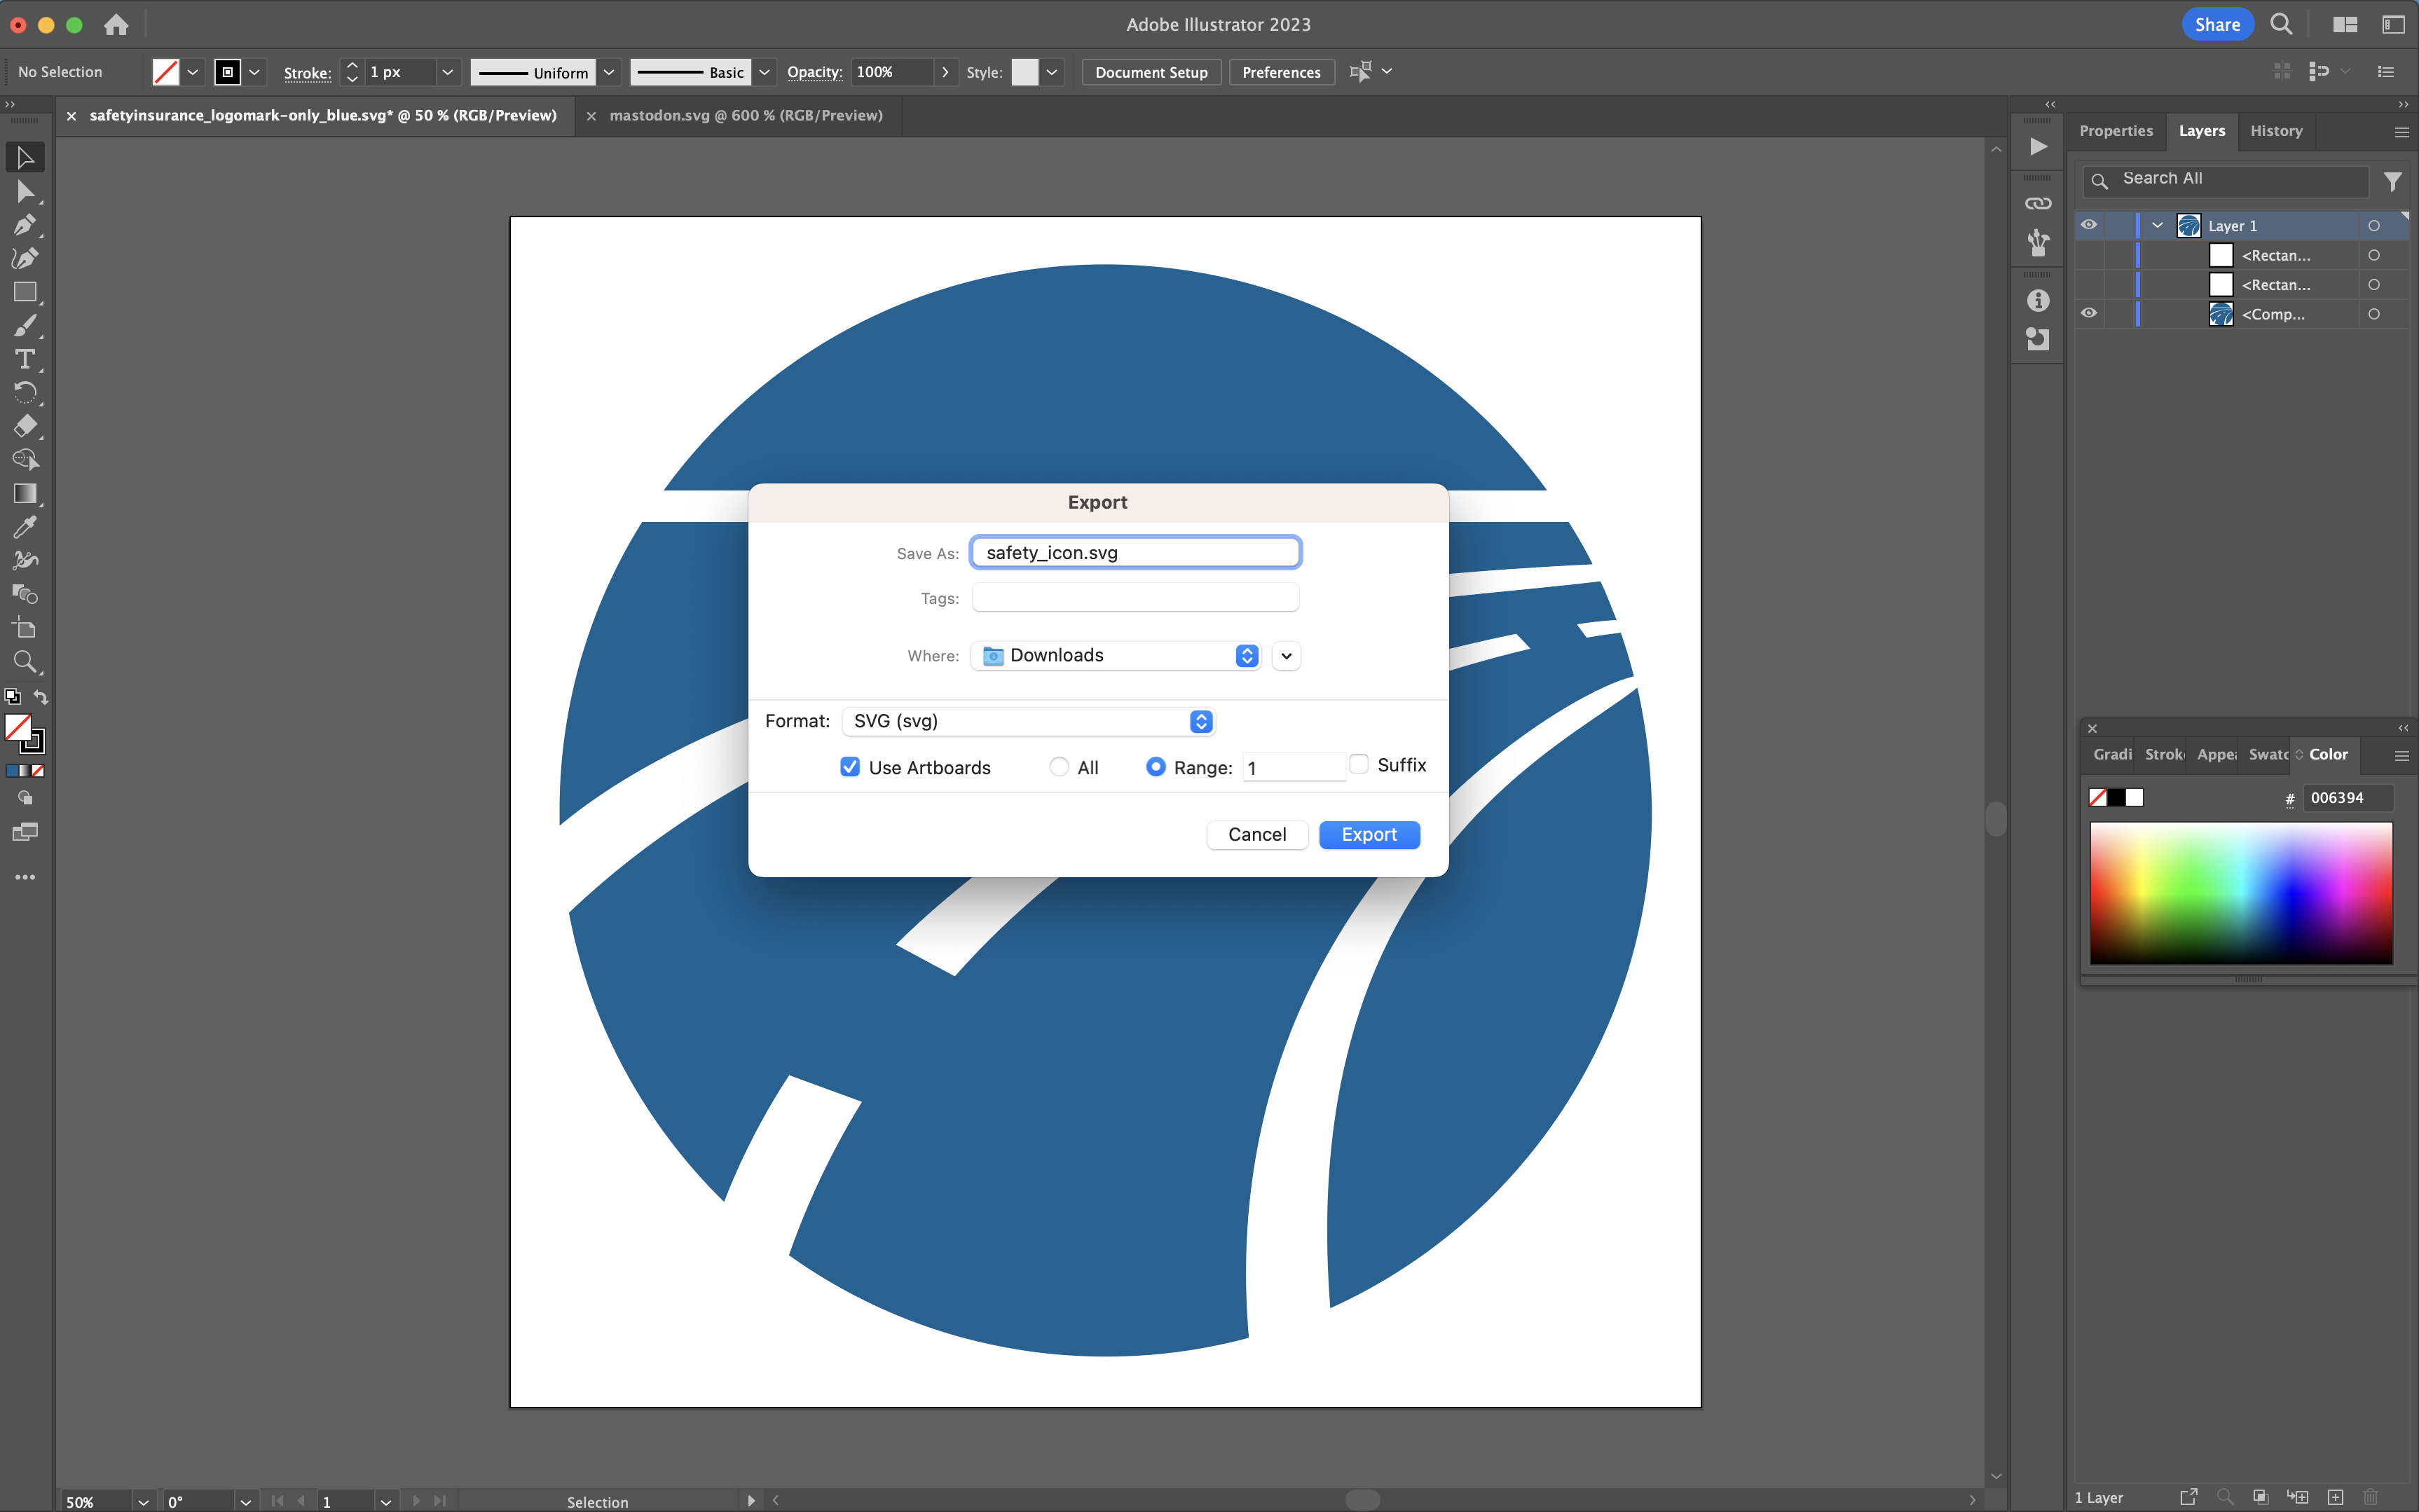 Adobe Illustrator 2023
Share
No Selection
Stroke:
1 px
Uniform
Basic
Opacity:
100%
Style:
Document Setup
Preferences
safetyinsurance_logomark-only_blue.svg* @ 50 % (RGB/Preview)
mastodon.svg @ 600 % (RGB/Preview)
Properties
Layers
History
Search All
Layer 1
<Rectan...
<Rectan...
<Comp...
Export
Save As:
safety_icon.svg
Tags:
Where:
Downloads
Format:
SVG (svg)
Use Artboards
All
Range:
1
Suffix
Cancel
Export
Gradi
Strok
Appea
Swatc
Color
#
006394
50%
0°
1
Selection
1 Layer